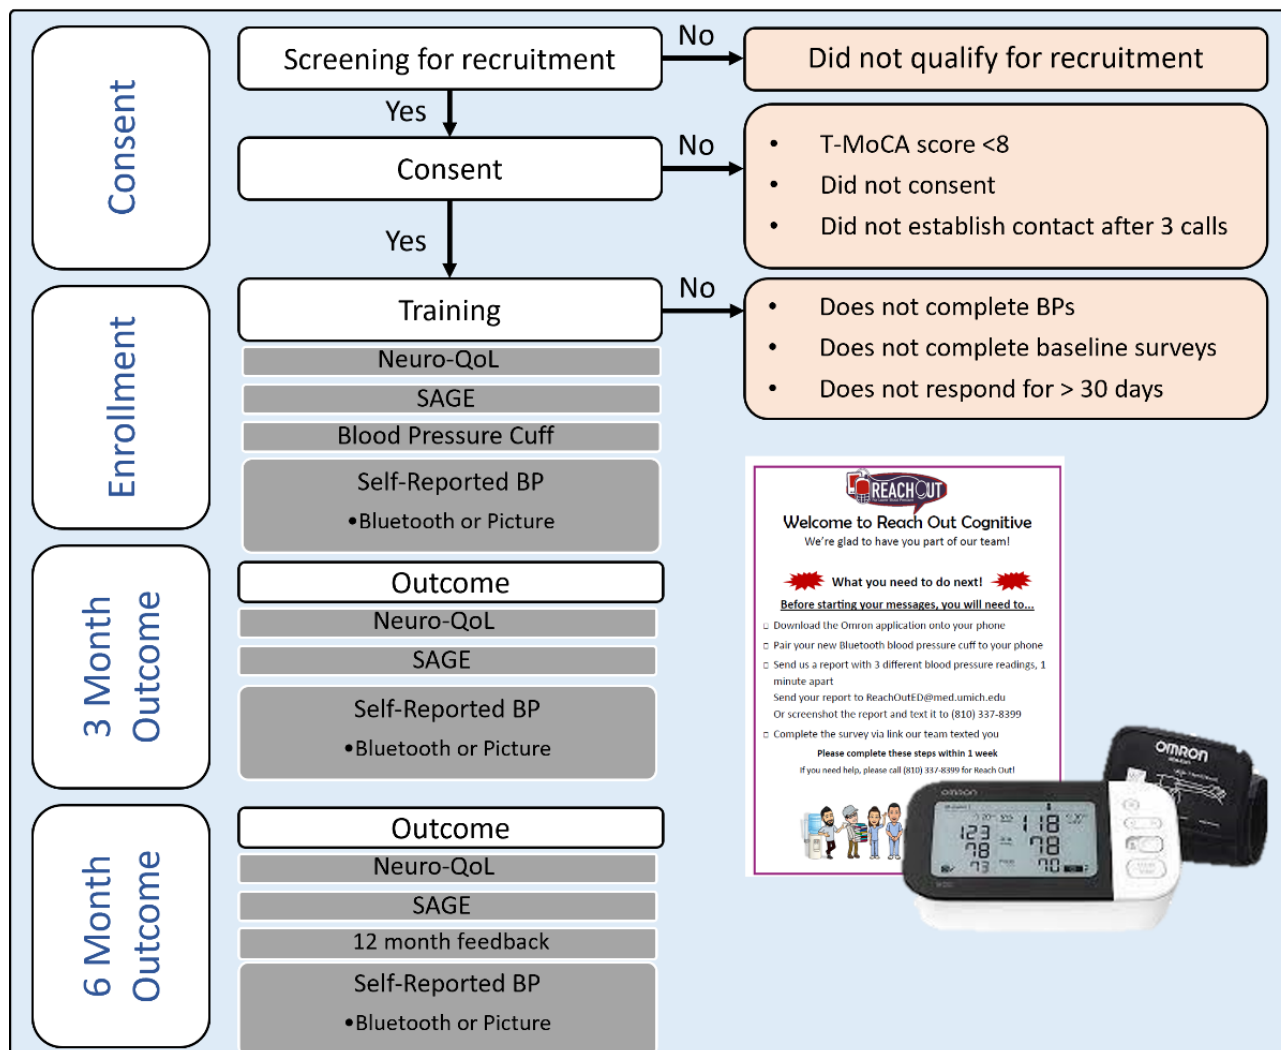 Consent
Screening for recruitment
No
Did not qualify for recruitment
Yes
Consent
No
• T-MoCA score <8
• Did not consent
• Did not establish contact after 3 calls
Yes
Enrollment
Training
No
• Does not complete BPs
• Does not complete baseline surveys
• Does not respond for > 30 days
Neuro-QoL
SAGE
Blood Pressure Cuff
Self-Reported BP
•Bluetooth or Picture
3 Month
Outcome
Outcome
Neuro-QoL
SAGE
Self-Reported BP
•Bluetooth or Picture
6 Month
Outcome
Outcome
Neuro-QoL
SAGE
12 month feedback
Self-Reported BP
•Bluetooth or Picture
REACHOUT
Welcome to Reach Out Cognitive
We're glad to have you part of our team!
What you need to do next!
Before starting your messages, you will need to...
□ Download the Omron application onto your phone
□ Pair your new Bluetooth blood pressure cuff to your phone
□ Send us a report with 3 different blood pressure readings, 1
minute apart
Send your report to ReachOutED@med.umich.edu
Or screenshot the report and text it to (810) 337-8399
□ Complete the survey via link our team texted you
Please complete these steps within 1 week
If you need help, please call (810) 337-8399 for Reach Out!
OMRON
OMRON
123
118
78
78
73
70